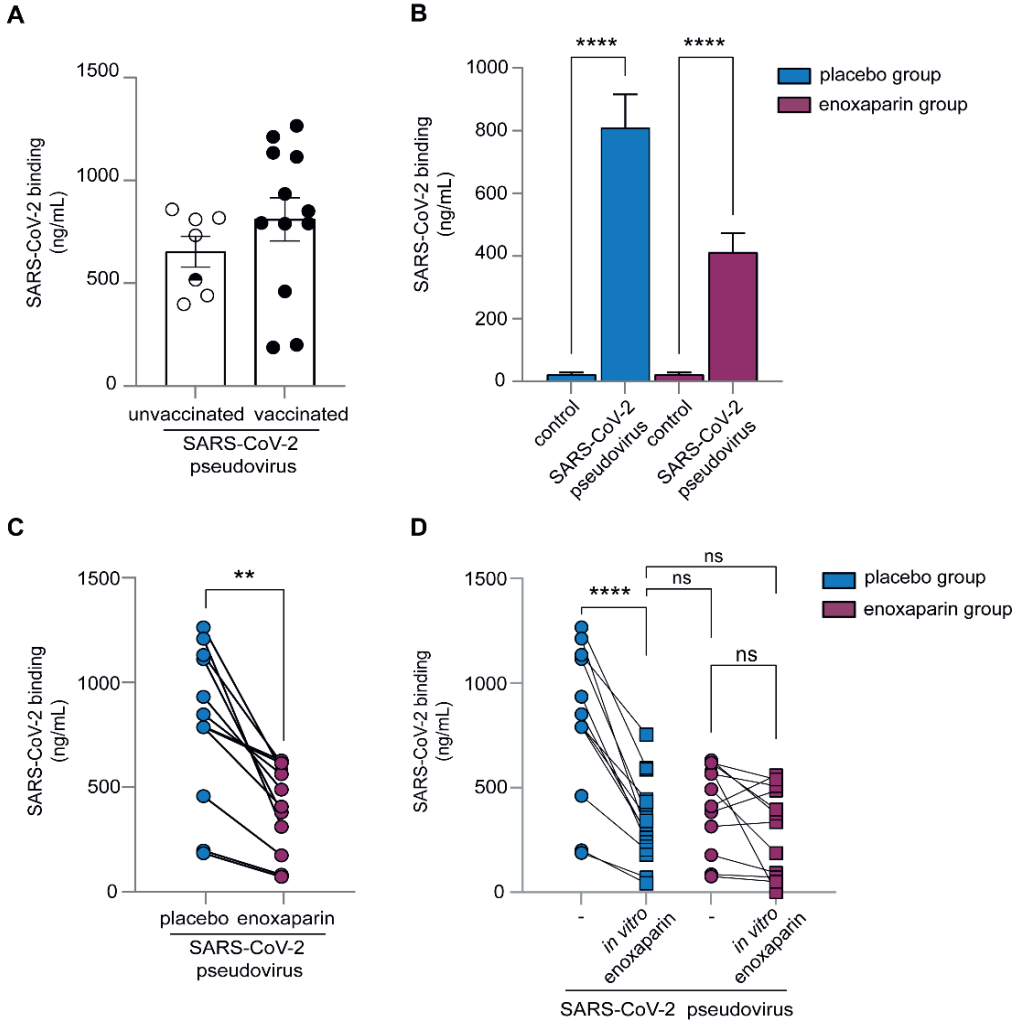 A
1500
1000
500
0
SARS-CoV-2 binding
(ng/mL)
unvaccinated vaccinated
SARS-CoV-2
pseudovirus
B
**** ****
1000
800
600
400
200
0
SARS-CoV-2 binding
(ng/mL)
placebo group
enoxaparin group
control
SARS-CoV-2
pseudovirus
control
SARS-CoV-2
pseudovirus
C
**
1500
1000
500
0
SARS-CoV-2 binding
(ng/mL)
placebo enoxaparin
SARS-CoV-2
pseudovirus
D
ns
ns
****
ns
1500
1000
500
0
SARS-CoV-2 binding
(ng/mL)
placebo group
enoxaparin group
-
in vitro
enoxaparin
-
in vitro
enoxaparin
SARS-CoV-2 pseudovirus